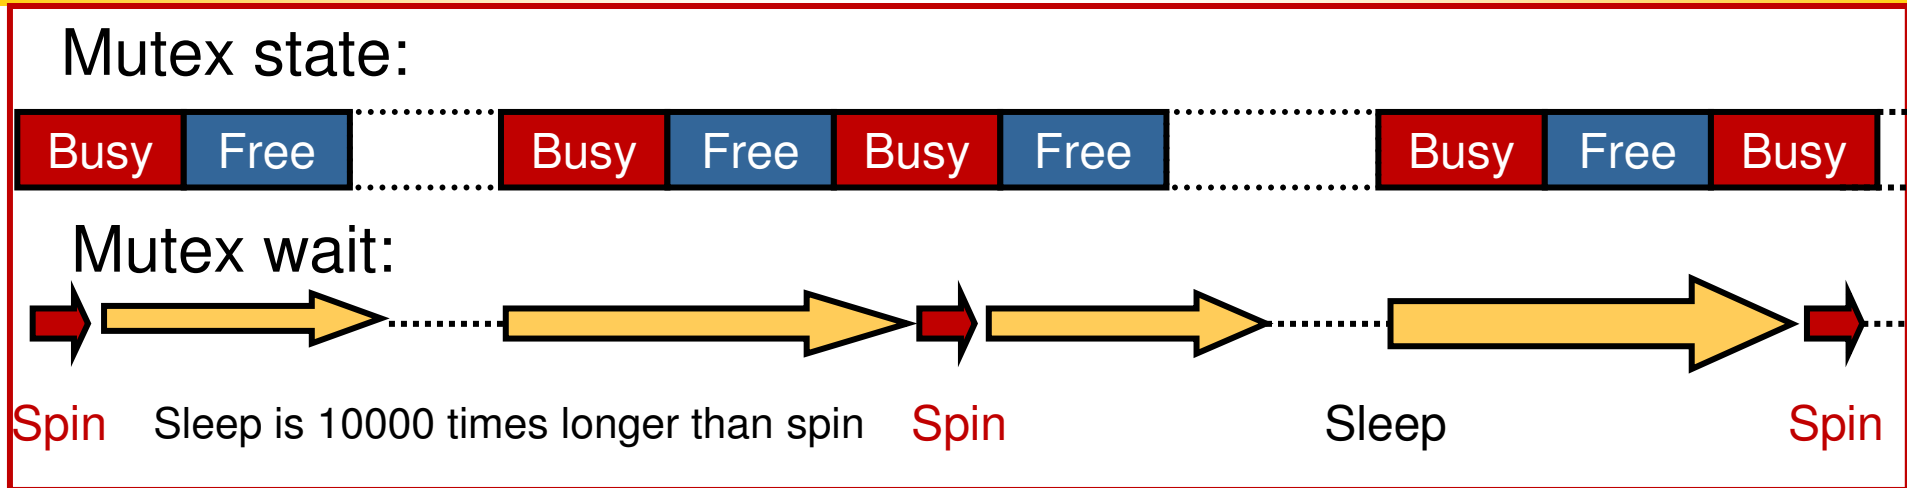 Mutex state:
Busy Free Busy Free Busy Free Busy Free Busy
Mutex wait:
Spin Sleep is 10000 times longer than spin Spin Sleep Spin